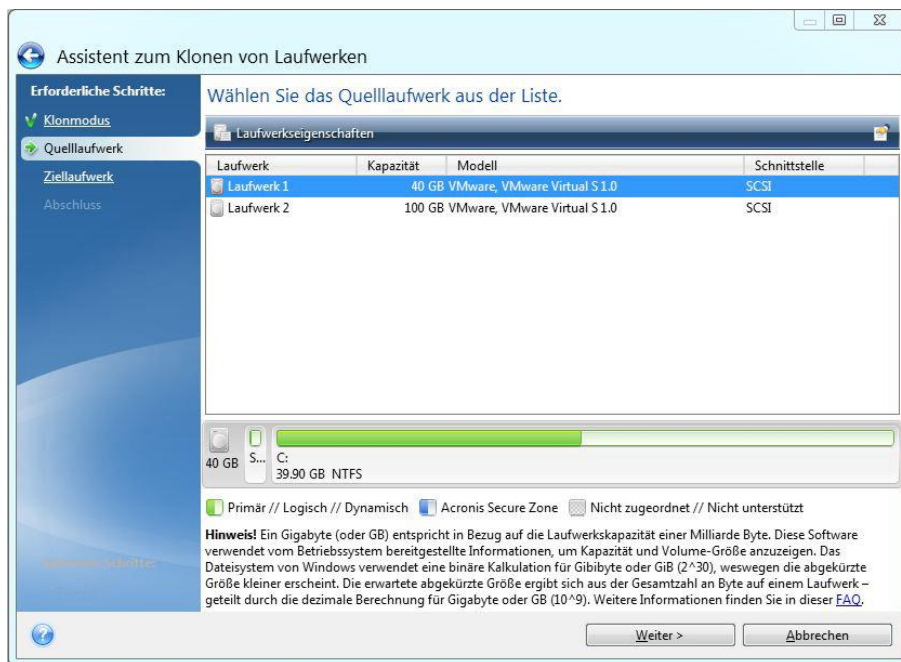 Assistent zum Klonen von Laufwerken
Erforderliche Schritte:
Klonmodus
Quelllaufwerk
Ziellaufwerk
Abschluss
Wählen Sie das Quelllaufwerk aus der Liste.
Laufwerkseigenschaften
Laufwerk Kapazität Modell Schnittstelle
Laufwerk 1 40 GB VMware, VMware Virtual S 1.0 SCSI
Laufwerk 2 100 GB VMware, VMware Virtual S 1.0 SCSI
40 GB
S...
C:
39.90 GB NTFS
Primär // Logisch // Dynamisch Acronis Secure Zone Nicht zugeordnet // Nicht unterstützt
Hinweis! Ein Gigabyte (oder GB) entspricht in Bezug auf die Laufwerkskapazität einer Milliarde Byte. Diese Software
verwendet vom Betriebssystem bereitgestellte Informationen, um Kapazität und Volume-Größe anzuzeigen. Das
Dateisystem von Windows verwendet eine binäre Kalkulation für Gibibyte oder GiB (2^30), weswegen die abgekürzte
Größe kleiner erscheint. Die erwartete abgekürzte Größe ergibt sich aus der Gesamtzahl an Byte auf einem Laufwerk –
geteilt durch die dezimale Berechnung für Gigabyte oder GB (10^9). Weitere Informationen finden Sie in dieser FAQ.
Weiter >
Abbrechen